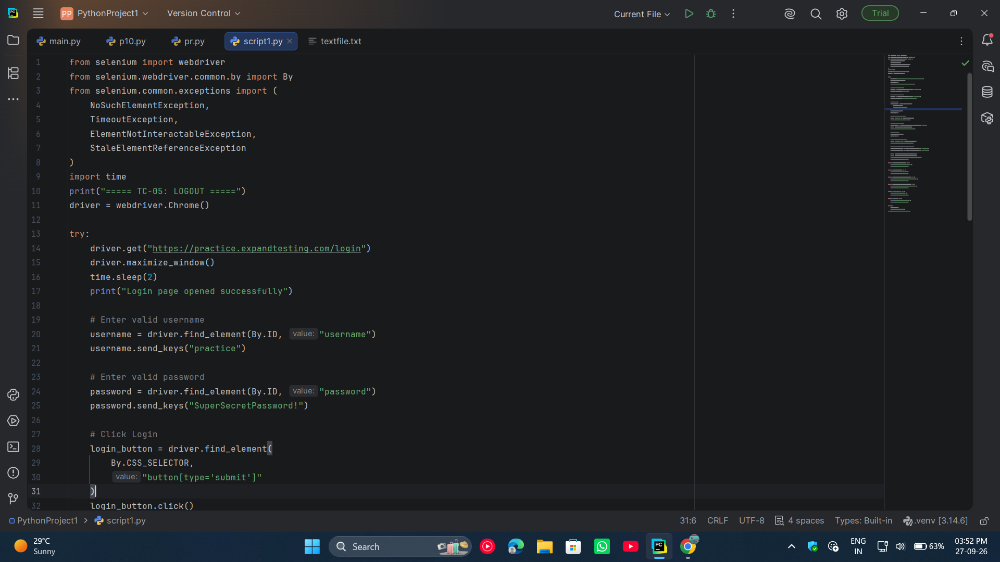 PP PythonProject1 Version Control Current File Trial
main.py p10.py pr.py script1.py textfile.txt
1 from selenium import webdriver
2 from selenium.webdriver.common.by import By
3 from selenium.common.exceptions import (
4 NoSuchElementException,
5 TimeoutException,
6 ElementNotInteractableException,
7 StaleElementReferenceException
8 )
9 import time
10 print("===== TC-05: LOGOUT =====")
11 driver = webdriver.Chrome()
12
13 try:
14 driver.get("https://practice.expandtesting.com/login")
15 driver.maximize_window()
16 time.sleep(2)
17 print("Login page opened successfully")
18
19 # Enter valid username
20 username = driver.find_element(By.ID, value: "username")
21 username.send_keys("practice")
22
23 # Enter valid password
24 password = driver.find_element(By.ID, value: "password")
25 password.send_keys("SuperSecretPassword!")
26
27 # Click Login
28 login_button = driver.find_element(
29 By.CSS_SELECTOR,
30 value: "button[type='submit']"
31 )
32 login_button.click()
PythonProject1 > script1.py 31:6 CRLF UTF-8 4 spaces Types: Built-in .venv [3.14.6]
29°C
Sunny
Search
ENG
IN
63%
03:52 PM
27-09-26